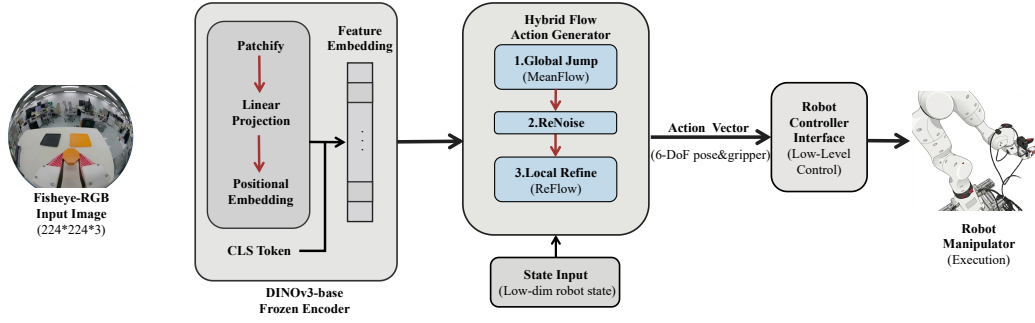 Fisheye-RGB
Input Image
(224*224*3)
Patchify
Linear
Projection
Positional
Embedding
CLS Token
Feature
Embedding
DINOv3-base
Frozen Encoder
Hybrid Flow
Action Generator
1.Global Jump
(MeanFlow)
2.ReNoise
3.Local Refine
(ReFlow)
State Input
(Low-dim robot state)
Action Vector
(6-DoF pose&gripper)
Robot
Controller
Interface
(Low-Level
Control)
Robot
Manipulator
(Execution)